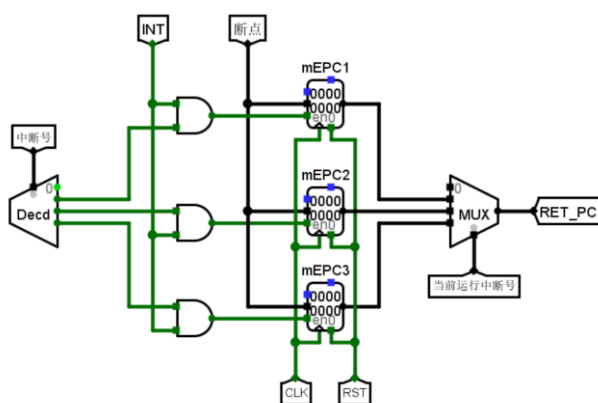 INT
断点
mEPC1
0000
0000
en0
中断号
0
Decd
mEPC2
0000
0000
en0
0
MUX
RET_PC
mEPC3
0000
0000
en0
当前运行中断号
CLK
RST